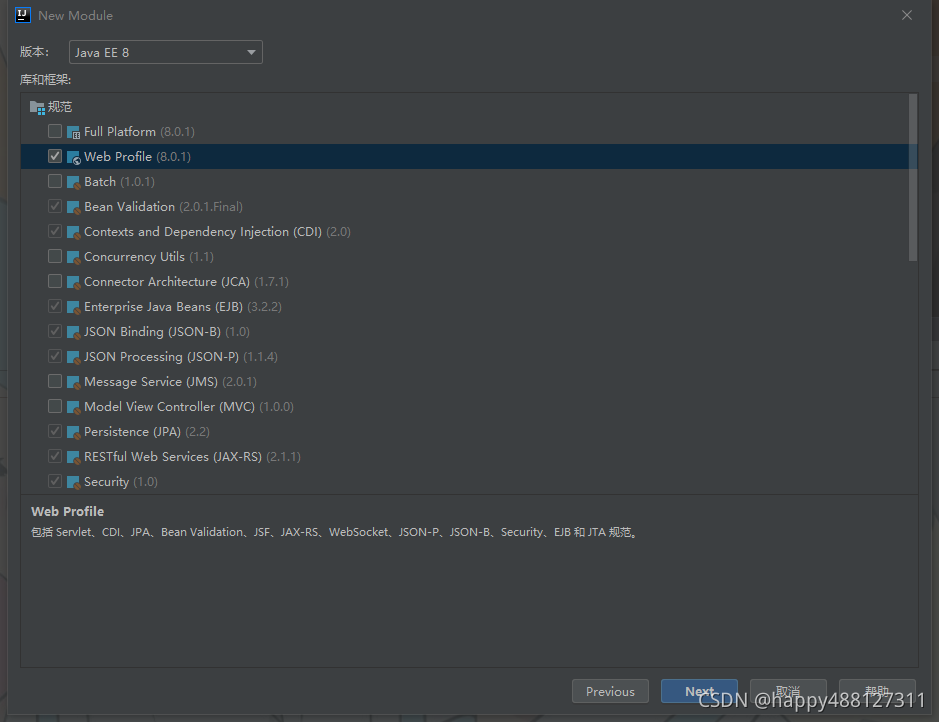 New Module
版本: Java EE 8
库和框架:
规范
Full Platform (8.0.1)
Web Profile (8.0.1)
Batch (1.0.1)
Bean Validation (2.0.1.Final)
Contexts and Dependency Injection (CDI) (2.0)
Concurrency Utils (1.1)
Connector Architecture (JCA) (1.7.1)
Enterprise Java Beans (EJB) (3.2.2)
JSON Binding (JSON-B) (1.0)
JSON Processing (JSON-P) (1.1.4)
Message Service (JMS) (2.0.1)
Model View Controller (MVC) (1.0.0)
Persistence (JPA) (2.2)
RESTful Web Services (JAX-RS) (2.1.1)
Security (1.0)
Web Profile
包括 Servlet、CDI、JPA、Bean Validation、JSF、JAX-RS、WebSocket、JSON-P、JSON-B、Security、EJB 和 JTA 规范。
Previous Next 取消 帮助
CSDN @happy488127311